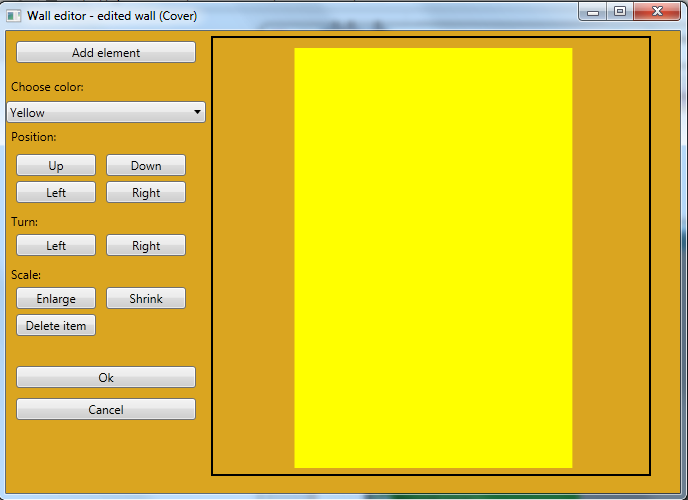 Wall editor - edited wall (Cover)
Add element
Choose color:
Yellow
Position:
Up Down
Left Right
Turn:
Left Right
Scale:
Enlarge Shrink
Delete item
Ok
Cancel